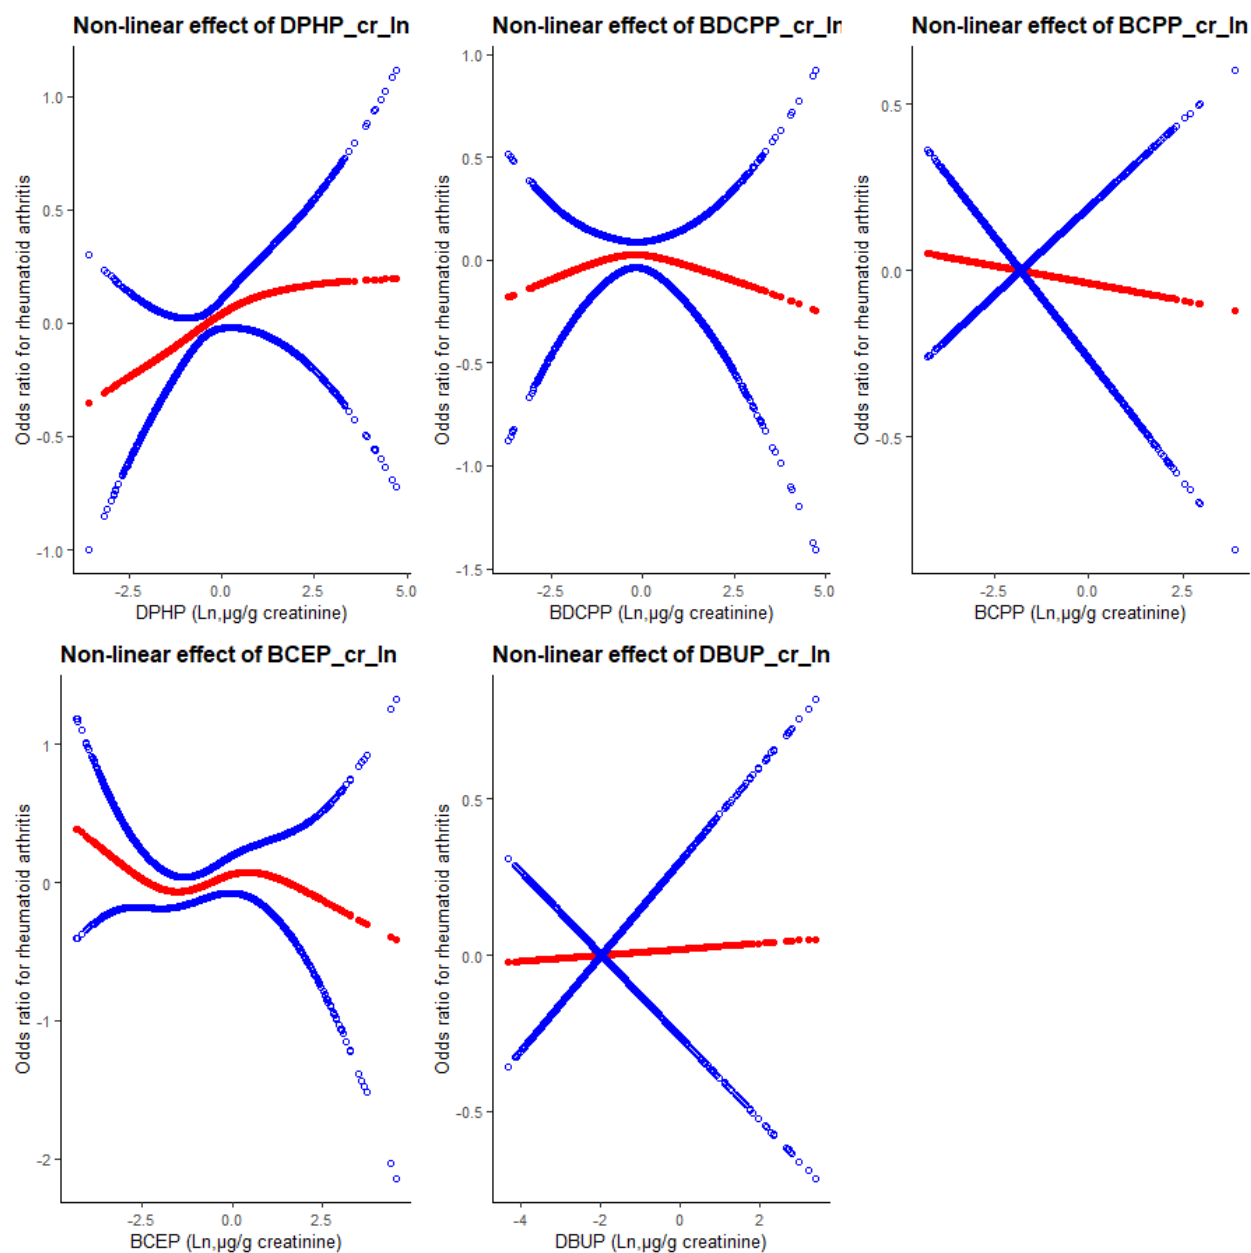 Non-linear effect of DPHP_cr_ln
Odds ratio for rheumatoid arthritis
1.0
0.5
0.0
-0.5
-1.0
-2.5 0.0 2.5 5.0
DPHP (Ln,µg/g creatinine)
Non-linear effect of BDCPP_cr_ln
Odds ratio for rheumatoid arthritis
1.0
0.5
0.0
-0.5
-1.0
-1.5
-2.5 0.0 2.5 5.0
BDCPP (Ln,µg/g creatinine)
Non-linear effect of BCPP_cr_ln
Odds ratio for rheumatoid arthritis
0.5
0.0
-0.5
-2.5 0.0 2.5
BCPP (Ln,µg/g creatinine)
Non-linear effect of BCEP_cr_ln
Odds ratio for rheumatoid arthritis
1
0
-1
-2
-2.5 0.0 2.5
BCEP (Ln,µg/g creatinine)
Non-linear effect of DBUP_cr_ln
Odds ratio for rheumatoid arthritis
0.5
0.0
-0.5
-4 -2 0 2
DBUP (Ln,µg/g creatinine)